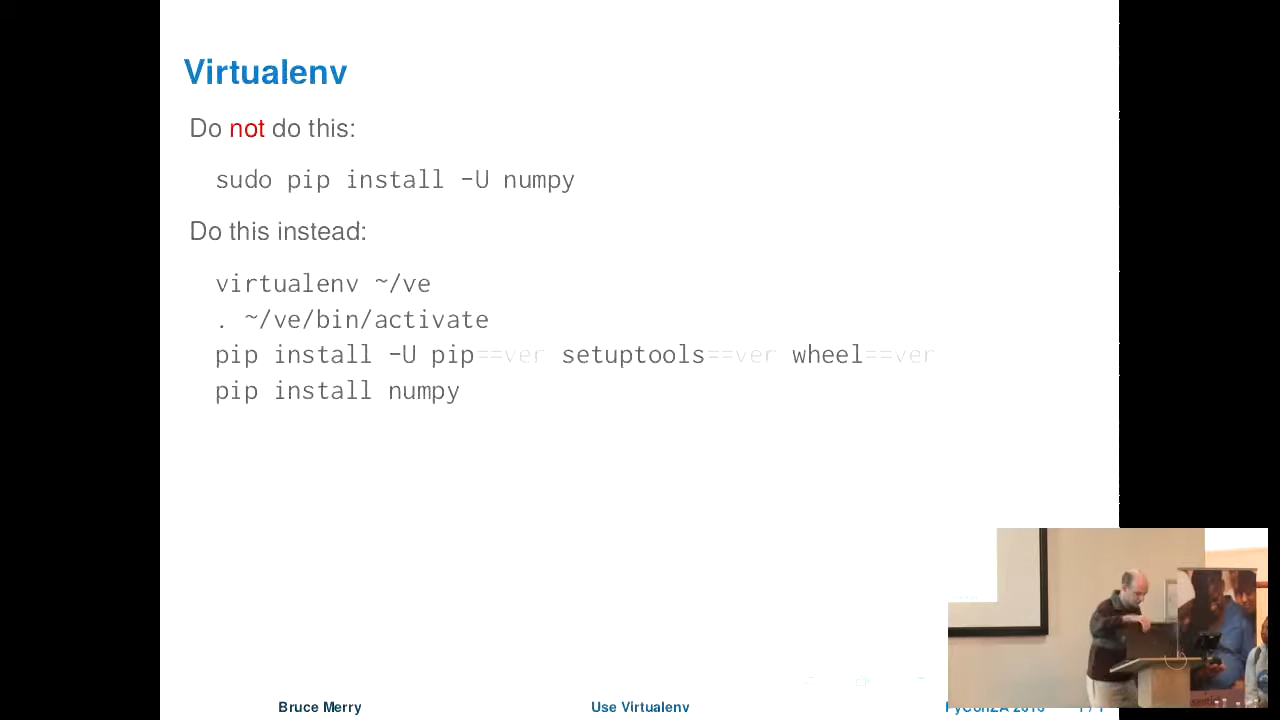 Virtualenv
Do not do this:
sudo pip install -U numpy
Do this instead:
virtualenv ~/ve
. ~/ve/bin/activate
pip install -U pip==ver setuptools==ver wheel==ver
pip install numpy
Bruce Merry
Use Virtualenv